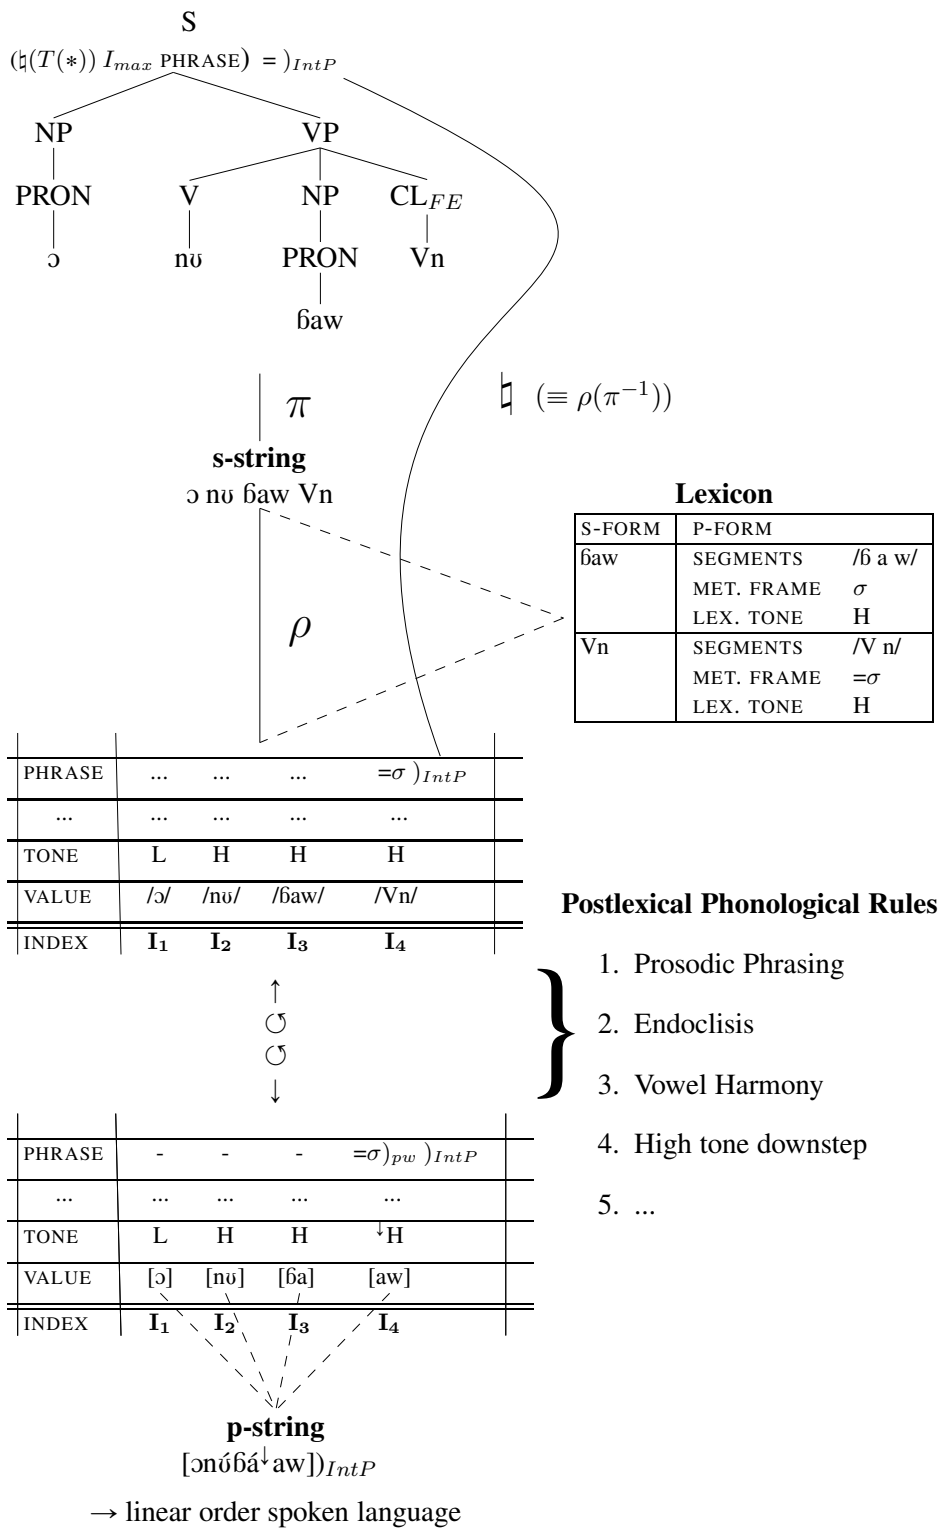 S
(♮(T(∗)) I_max PHRASE) = )_IntP
NP VP
PRON V NP CL_FE
ɔ nʊ PRON Vn
ɓaw
π
♮ (≡ ρ(π⁻¹))
s-string
ɔ nʊ ɓaw Vn
Lexicon
S-FORM P-FORM
ɓaw SEGMENTS /ɓ a w/
MET. FRAME σ
LEX. TONE H
Vn SEGMENTS /V n/
MET. FRAME =σ
LEX. TONE H
ρ
PHRASE ... ... ... =σ )_IntP
... ... ... ... ...
TONE L H H H
VALUE /ɔ/ /nʊ/ /ɓaw/ /Vn/
INDEX I₁ I₂ I₃ I₄
↑
↺
↺
↓
}
Postlexical Phonological Rules
1. Prosodic Phrasing
2. Endoclisis
3. Vowel Harmony
4. High tone downstep
5. ...
PHRASE - - - =σ)_pw )_IntP
... ... ... ... ...
TONE L H H ↓H
VALUE [ɔ] [nʊ] [ɓa] [aw]
INDEX I₁ I₂ I₃ I₄
p-string
[ɔnʊ́ɓá↓aw])_IntP
→ linear order spoken language